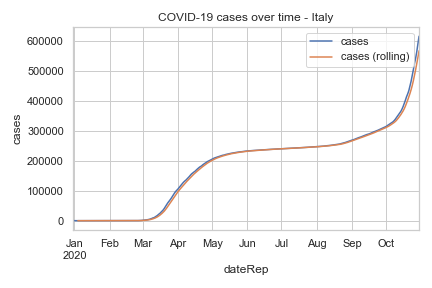 COVID-19 cases over time - Italy
cases
cases (rolling)
600000
500000
400000
300000
200000
100000
0
cases
Jan Feb Mar Apr May Jun Jul Aug Sep Oct
2020
dateRep